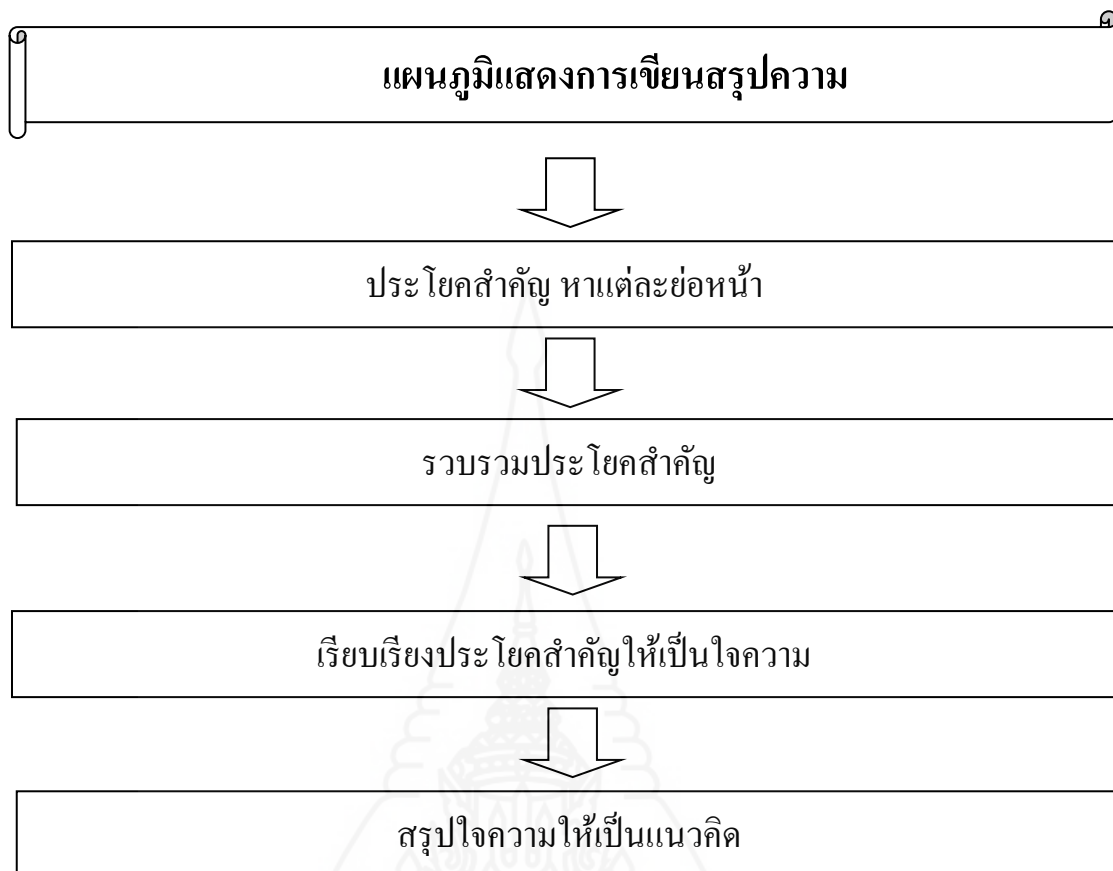 แผนภูมิแสดงการเขียนสรุปความ
ประโยคสำคัญ หาแต่ละย่อหน้า
รวบรวมประโยคสำคัญ
เรียบเรียงประโยคสำคัญให้เป็นใจความ
สรุปใจความให้เป็นแนวคิด